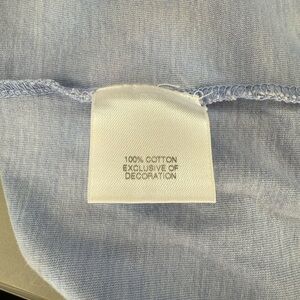 100% COTTON
EXCLUSIVE OF
DECORATION